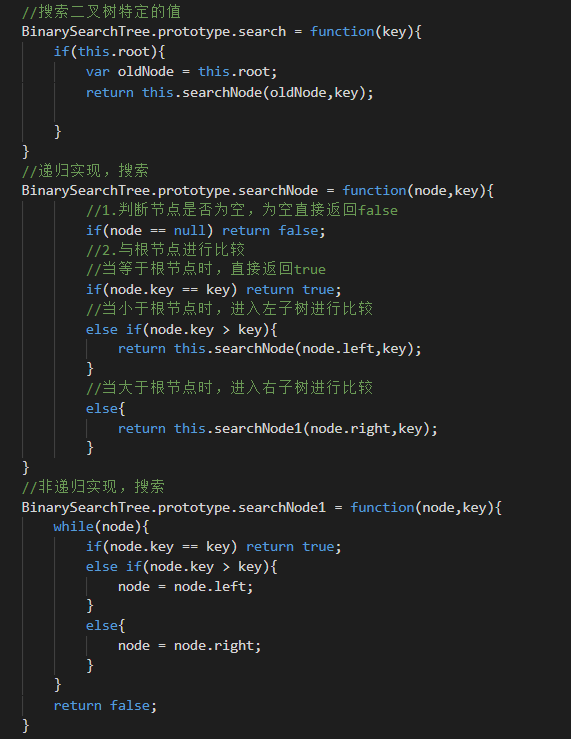 //搜索二叉树特定的值
BinarySearchTree.prototype.search = function(key){
    if(this.root){
        var oldNode = this.root;
        return this.searchNode(oldNode,key);

    }
}
//递归实现，搜索
BinarySearchTree.prototype.searchNode = function(node,key){
        //1.判断节点是否为空，为空直接返回false
        if(node == null) return false;
        //2.与根节点进行比较
        //当等于根节点时，直接返回true
        if(node.key == key) return true;
        //当小于根节点时，进入左子树进行比较
        else if(node.key > key){
            return this.searchNode(node.left,key);
        }
        //当大于根节点时，进入右子树进行比较
        else{
            return this.searchNode1(node.right,key);
        }
}
//非递归实现，搜索
BinarySearchTree.prototype.searchNode1 = function(node,key){
    while(node){
        if(node.key == key) return true;
        else if(node.key > key){
            node = node.left;
        }
        else{
            node = node.right;
        }
    }
    return false;
}